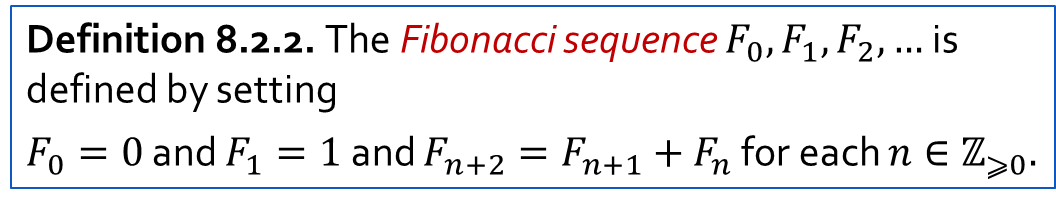 Definition 8.2.2. The Fibonacci sequence F₀, F₁, F₂, … is
defined by setting
F₀ = 0 and F₁ = 1 and Fₙ₊₂ = Fₙ₊₁ + Fₙ for each n ∈ ℤ⩾₀.